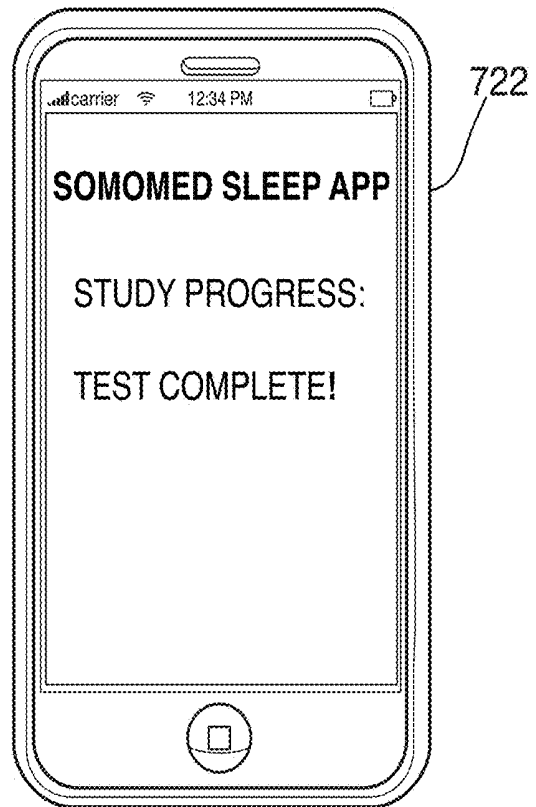 carrier 12:34 PM
722
SOMOMED SLEEP APP
STUDY PROGRESS:
TEST COMPLETE!